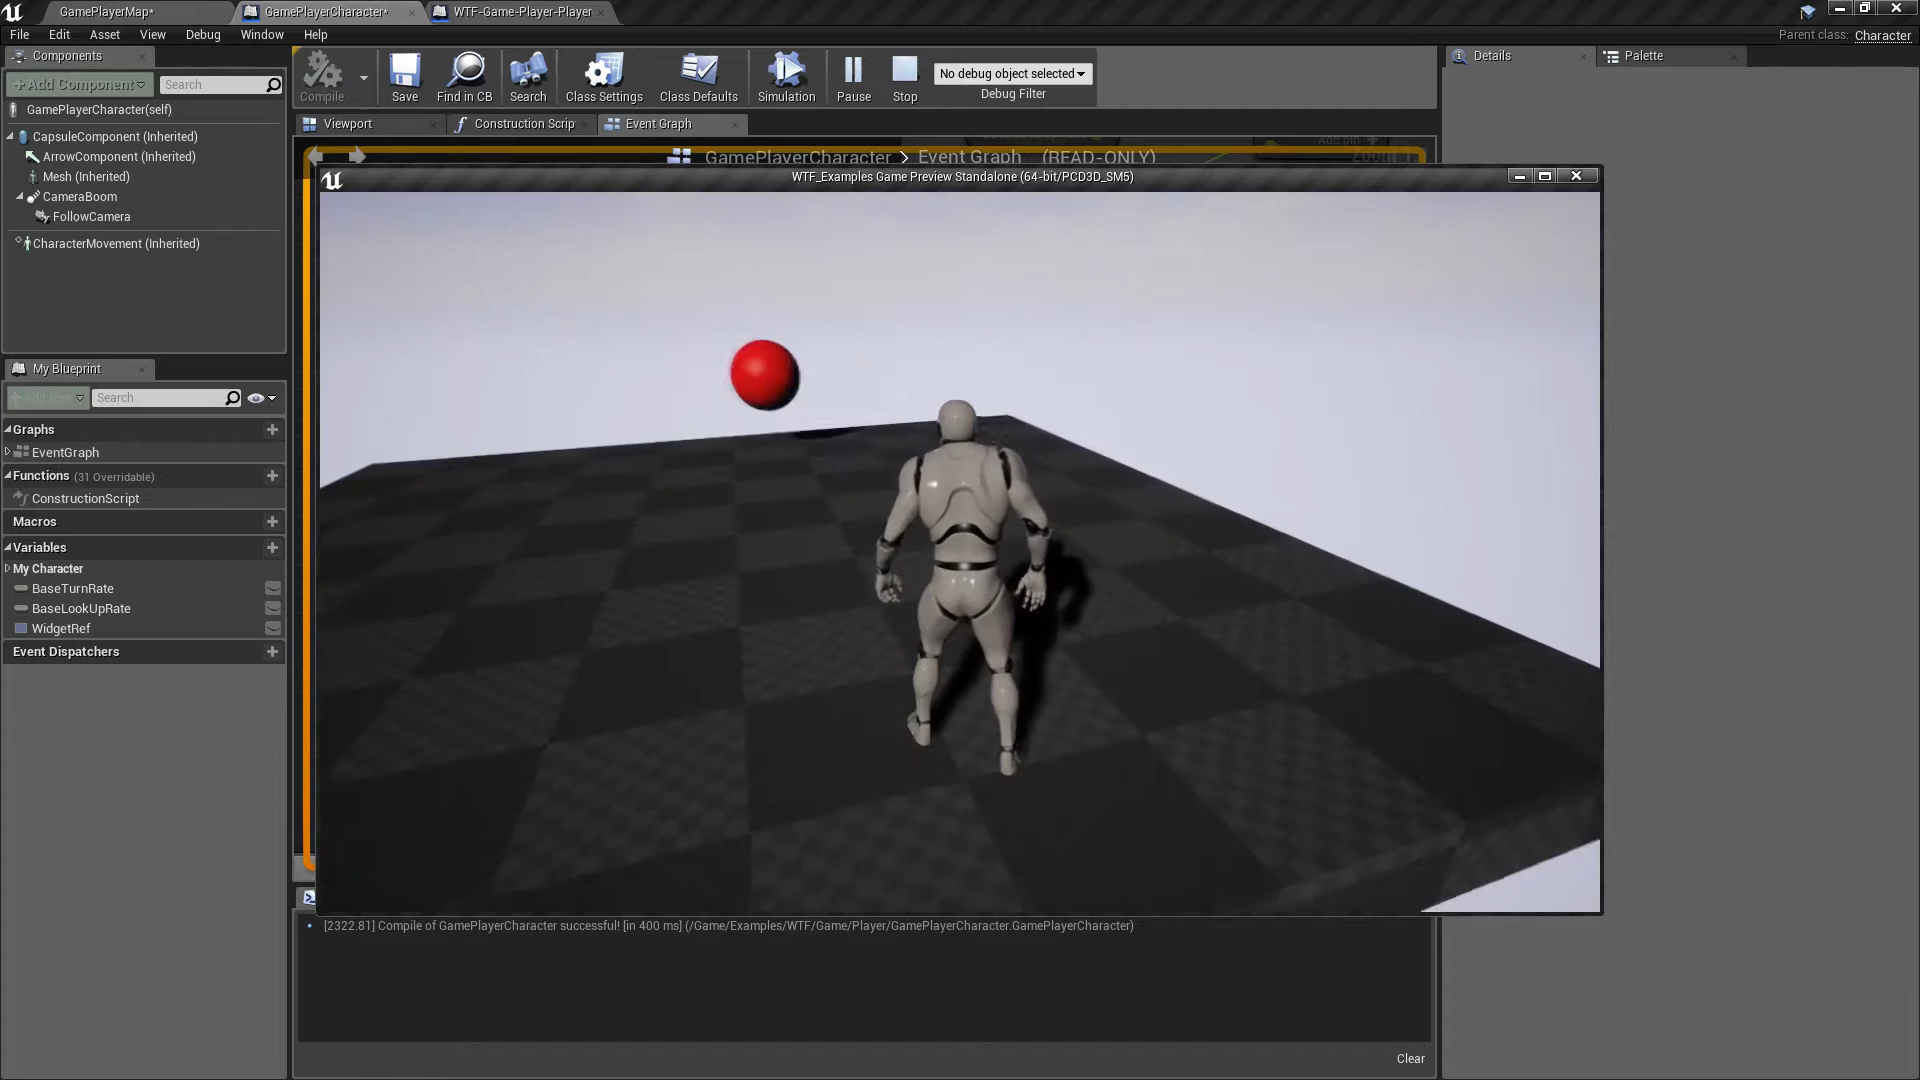 GamePlayerMap*
GamePlayerCharacter*
WTF-Game-Player-Player
File Edit Asset View Debug Window Help
Parent class: Character
Components
+Add Component
Search
GamePlayerCharacter(self)
CapsuleComponent (Inherited)
ArrowComponent (Inherited)
Mesh (Inherited)
CameraBoom
FollowCamera
CharacterMovement (Inherited)
My Blueprint
Search
Graphs
EventGraph
Functions (31 Overridable)
ConstructionScript
Macros
Variables
My Character
BaseTurnRate
BaseLookUpRate
WidgetRef
Event Dispatchers
Compile
Save
Find in CB
Search
Class Settings
Class Defaults
Simulation
Pause
Stop
No debug object selected
Debug Filter
Viewport
Construction Scrip
Event Graph
Add pin +
GamePlayerCharacter > Event Graph (READ-ONLY)
WTF_Examples Game Preview Standalone (64-bit/PCD3D_SM5)
[2322.81] Compile of GamePlayerCharacter successful! [in 400 ms] (/Game/Examples/WTF/Game/Player/GamePlayerCharacter.GamePlayerCharacter)
Clear
Details
Palette